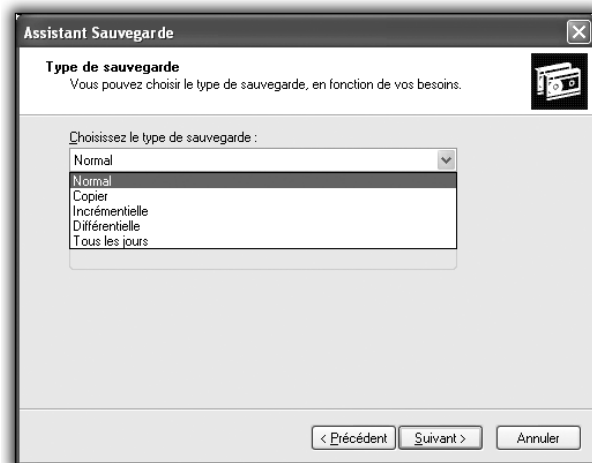 Assistant Sauvegarde
Type de sauvegarde
Vous pouvez choisir le type de sauvegarde, en fonction de vos besoins.
Choisissez le type de sauvegarde :
Normal
Normal
Copier
Incrémentielle
Différentielle
Tous les jours
< Précédent Suivant > Annuler